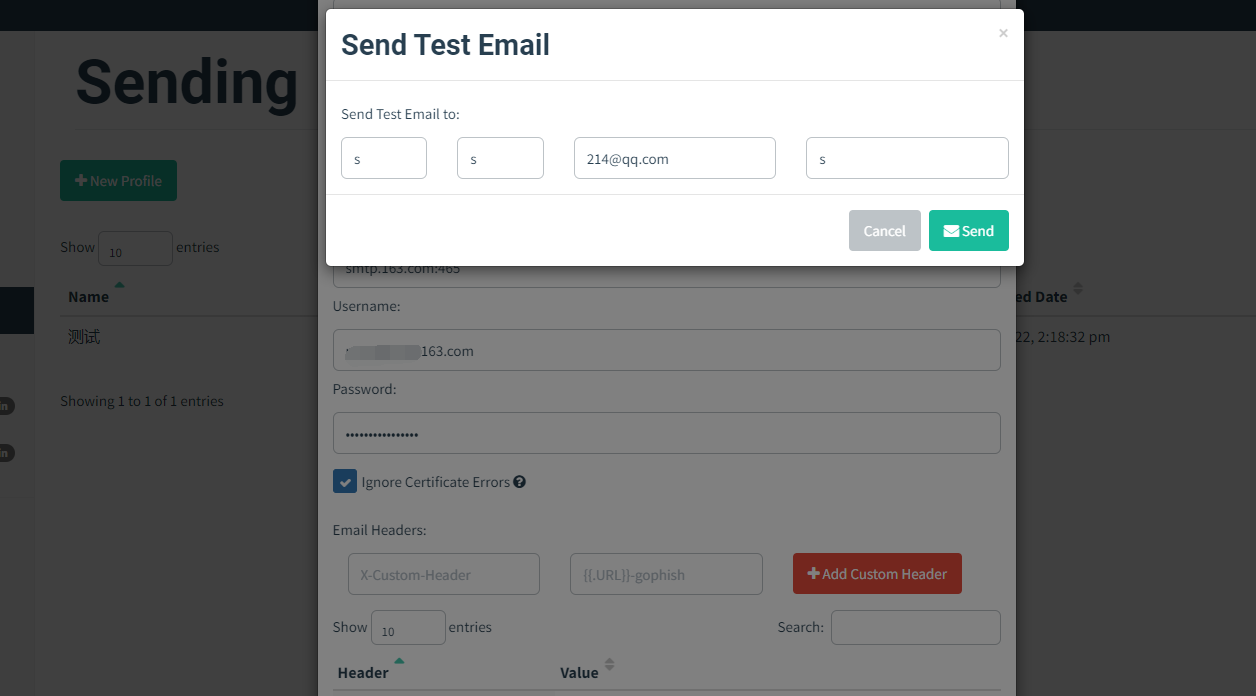 Send Test Email
×
Sending
Send Test Email to:
s s 214@qq.com s
New Profile
Cancel Send
Show 10 entries
smtp.163.com:465
Name
ed Date
Username:
测试
22, 2:18:32 pm
163.com
Password:
Showing 1 to 1 of 1 entries
in
••••••••••••••••
in
Ignore Certificate Errors ?
Email Headers:
X-Custom-Header {{.URL}}-gophish Add Custom Header
Show 10 entries Search:
Header Value